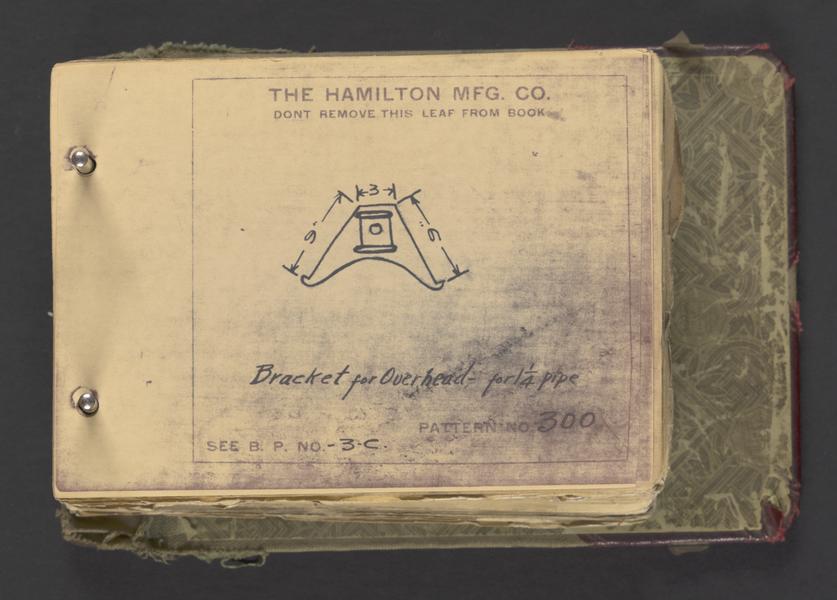 THE HAMILTON MFG. CO.
DONT REMOVE THIS LEAF FROM BOOK
3
9
9"
Bracket for Overhead - for 1 1/4 pipe
PATTERN NO. 300
SEE B. P. NO. - 3-C.